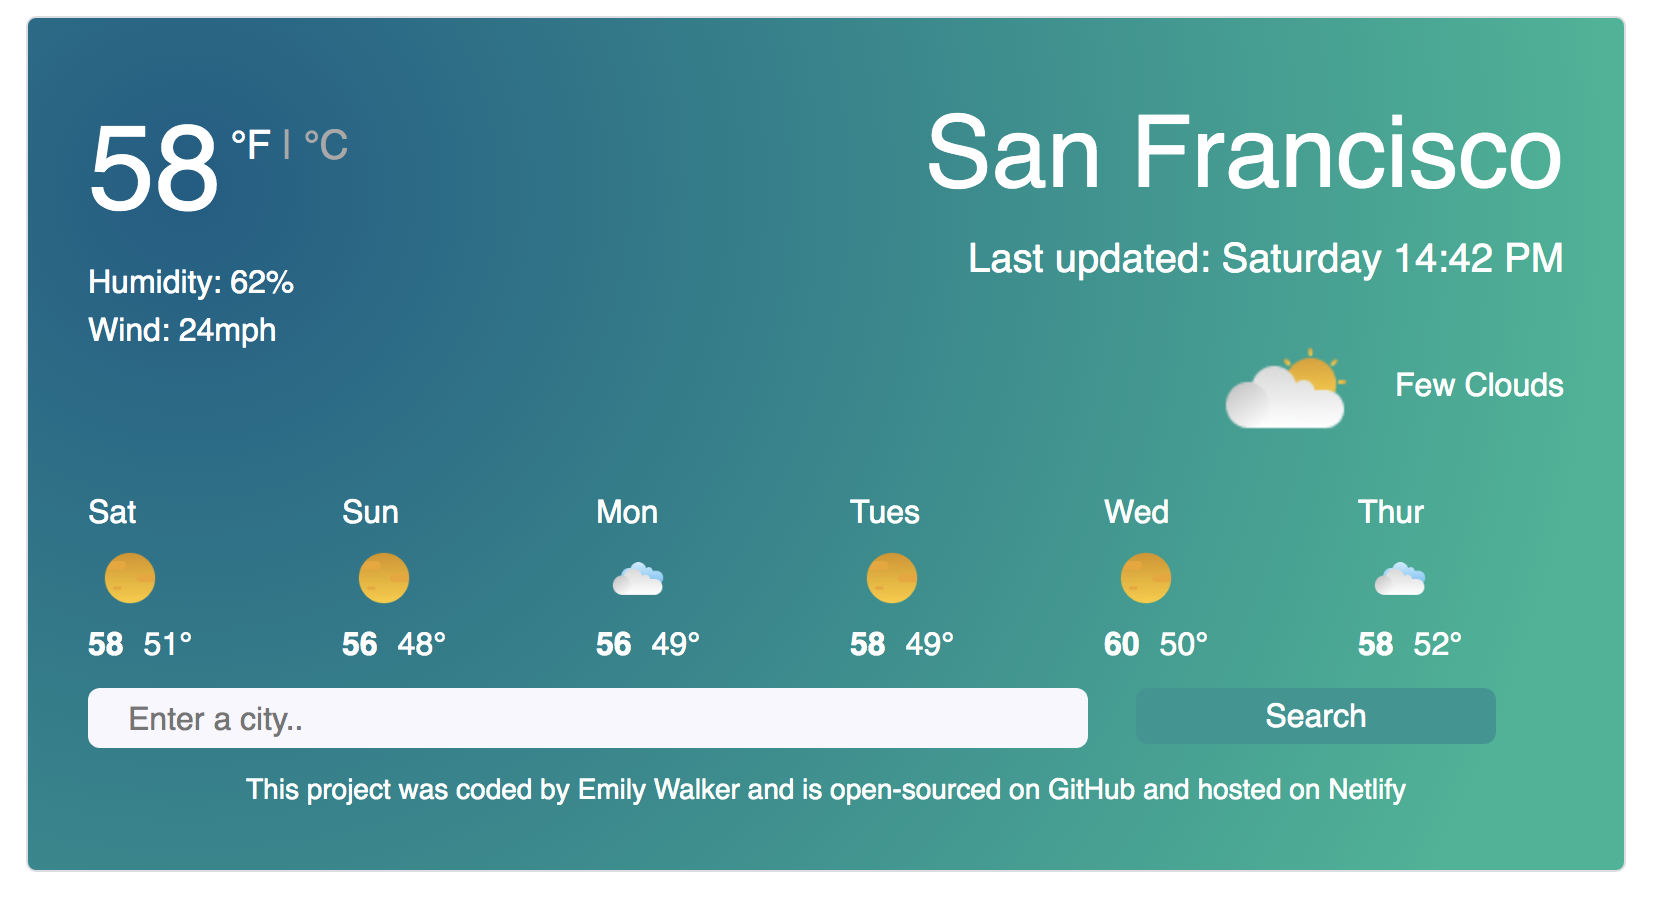 58 °F | °C
San Francisco
Last updated: Saturday 14:42 PM
Humidity: 62%
Wind: 24mph
Few Clouds
Sat Sun Mon Tues Wed Thur
58 51° 56 48° 56 49° 58 49° 60 50° 58 52°
Enter a city.. Search
This project was coded by Emily Walker and is open-sourced on GitHub and hosted on Netlify